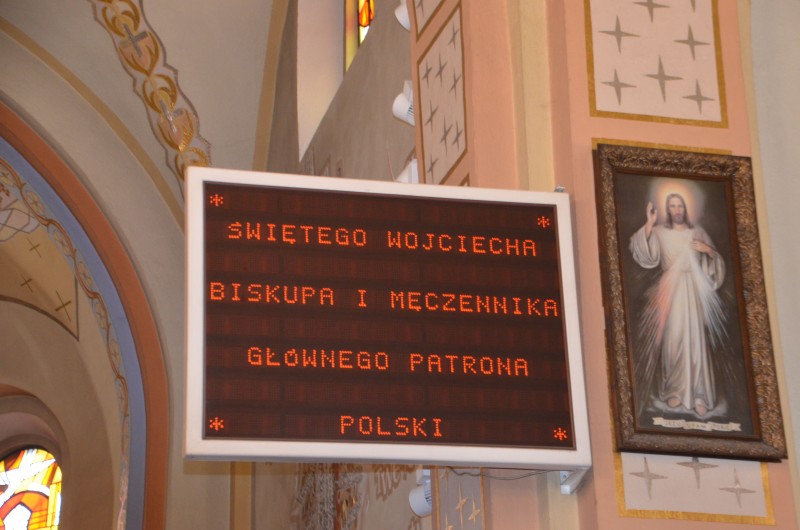 * *
ŚWIĘTEGO WOJCIECHA
BISKUPA I MĘCZENNIKA
GŁÓWNEGO PATRONA
* POLSKI *